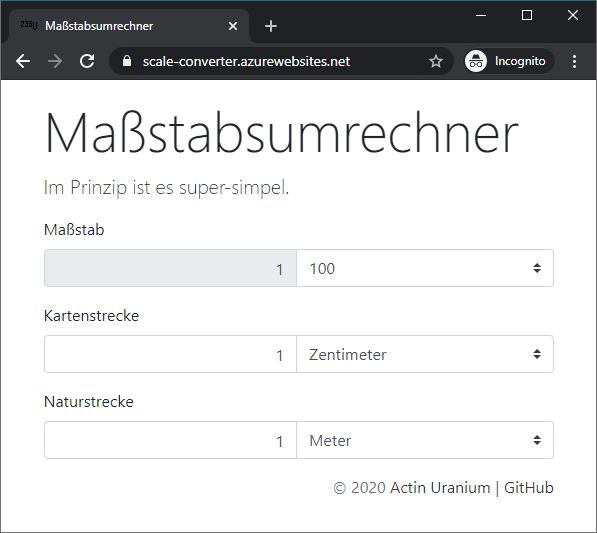 235U Maßstabsumrechner
scale-converter.azurewebsites.net Incognito
Maßstabsumrechner
Im Prinzip ist es super-simpel.
Maßstab
1 100
Kartenstrecke
1 Zentimeter
Naturstrecke
1 Meter
© 2020 Actin Uranium | GitHub